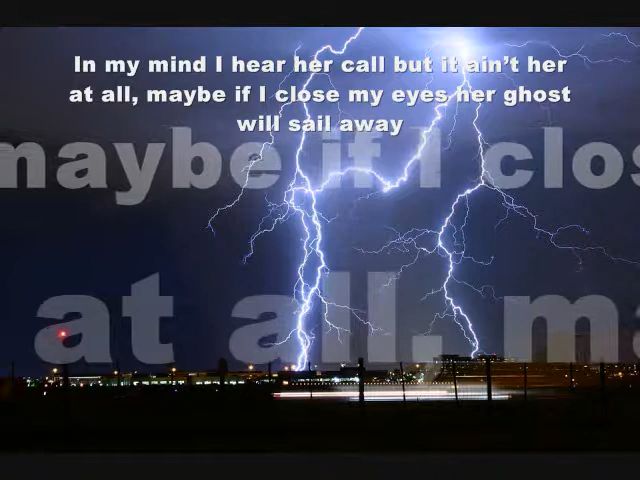 In my mind I hear her call but it ain't her
at all, maybe if I close my eyes her ghost
will sail away
maybe if I clos
at all, ma